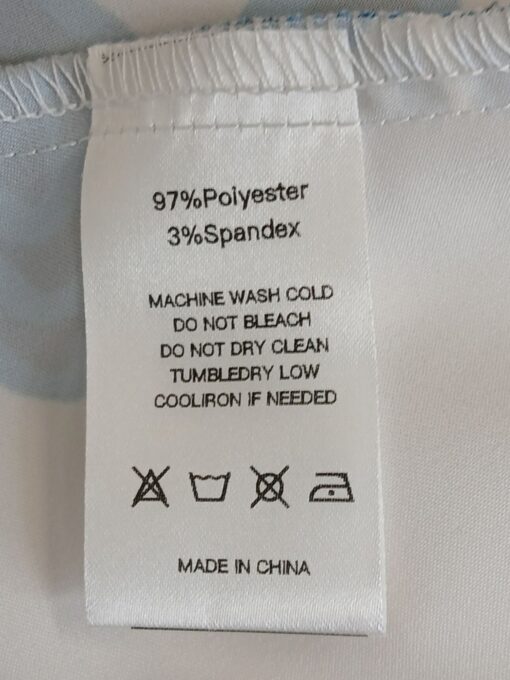 97%Polyester
3%Spandex
MACHINE WASH COLD
DO NOT BLEACH
DO NOT DRY CLEAN
TUMBLEDRY LOW
COOLIRON IF NEEDED
MADE IN CHINA